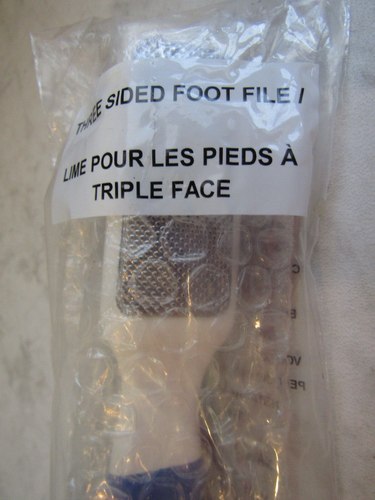 THREE SIDED FOOT FILE /
LIME POUR LES PIEDS À
TRIPLE FACE